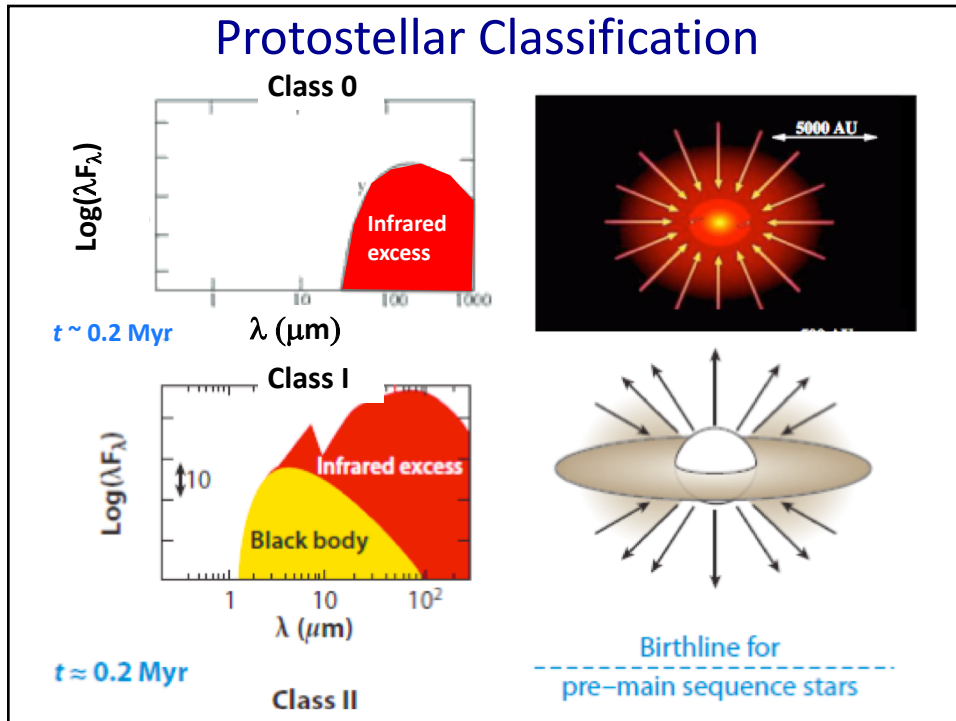 Protostellar Classification
Class 0
Log(λFλ)
Infrared
excess
1
10
100
1000
λ (μm)
t ~ 0.2 Myr
5000 AU
Class I
Log(λFλ)
10
Infrared excess
Black body
1
10
10²
λ (μm)
t ≈ 0.2 Myr
Class II
Birthline for
pre–main sequence stars